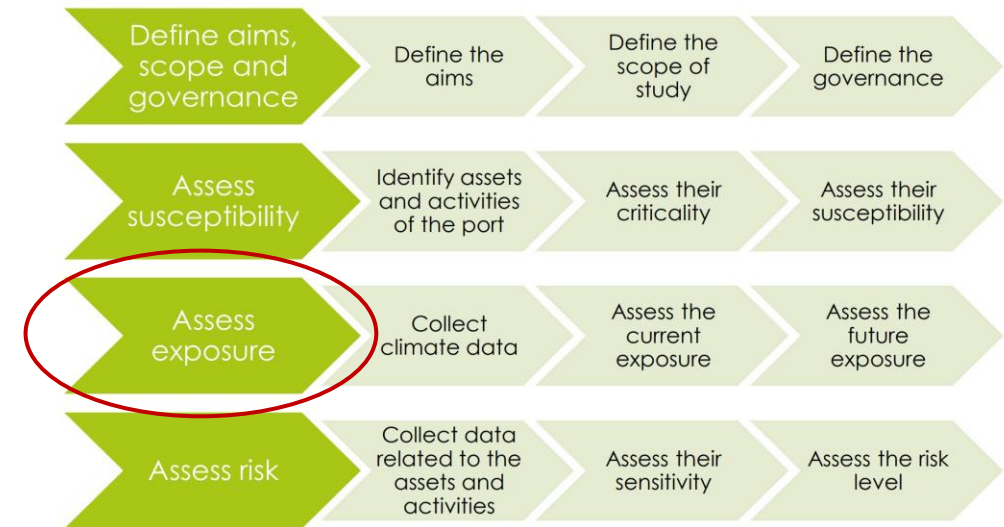 Define aims,
scope and
governance
Define the
aims
Define the
scope of
study
Define the
governance
Assess
susceptibility
Identify assets
and activities
of the port
Assess their
criticality
Assess their
susceptibility
Assess
exposure
Collect
climate data
Assess the
current
exposure
Assess the
future
exposure
Assess risk
Collect data
related to the
assets and
activities
Assess their
sensitivity
Assess the risk
level